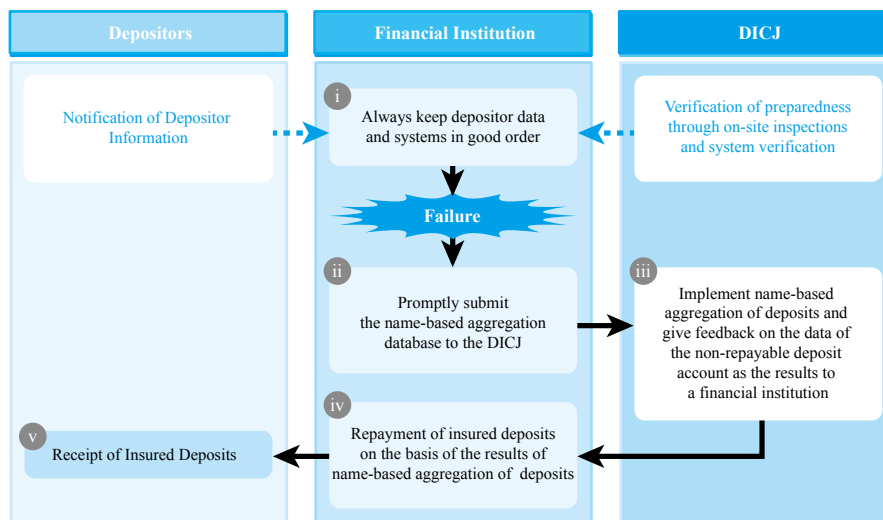 Depositors
Financial Institution
DICJ
Notification of Depositor
Information
i
Always keep depositor data
and systems in good order
Verification of preparedness
through on-site inspections
and system verification
Failure
ii
Promptly submit
the name-based aggregation
database to the DICJ
iii
Implement name-based
aggregation of deposits and
give feedback on the data of
the non-repayable deposit
account as the results to
a financial institution
iv
Repayment of insured deposits
on the basis of the results of
name-based aggregation of deposits
v
Receipt of Insured Deposits